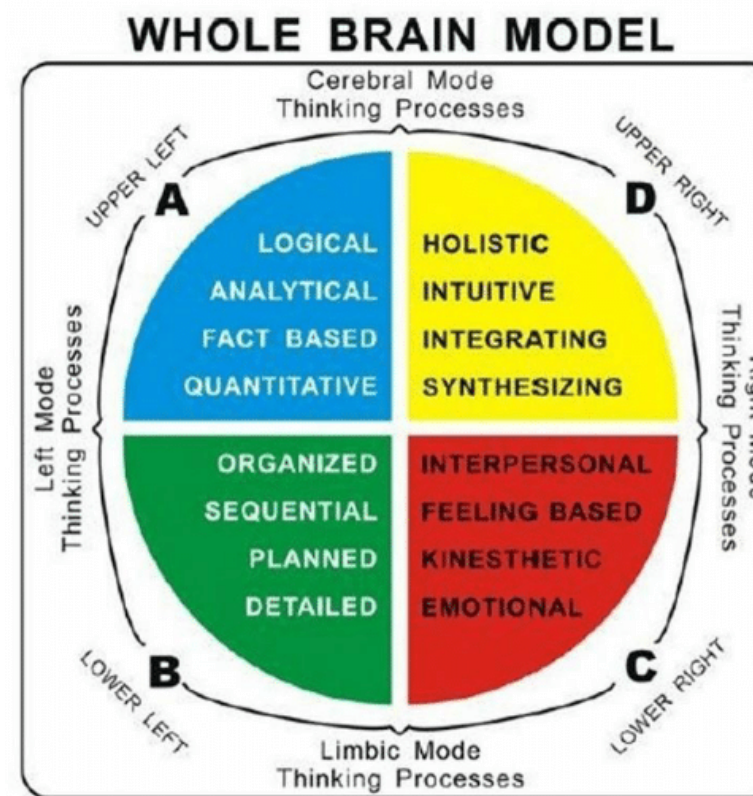 WHOLE BRAIN MODEL
Cerebral Mode
Thinking Processes
UPPER LEFT
UPPER RIGHT
A
D
LOGICAL
ANALYTICAL
FACT BASED
QUANTITATIVE
HOLISTIC
INTUITIVE
INTEGRATING
SYNTHESIZING
Left Mode
Thinking Processes
Thinking Processes
ORGANIZED
SEQUENTIAL
PLANNED
DETAILED
INTERPERSONAL
FEELING BASED
KINESTHETIC
EMOTIONAL
B
C
LOWER LEFT
LOWER RIGHT
Limbic Mode
Thinking Processes